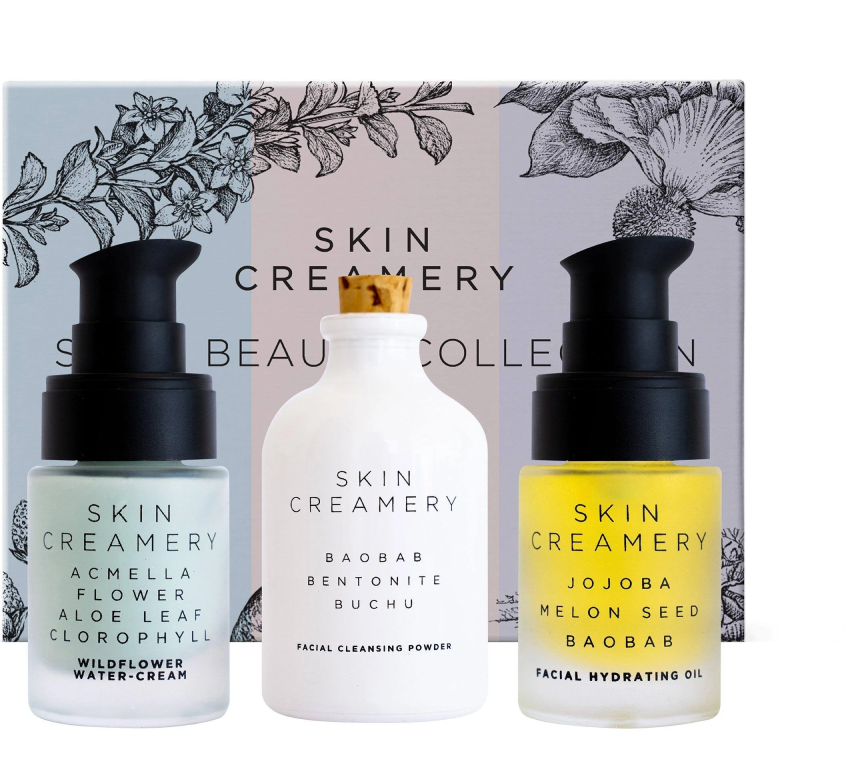 SKIN
CREAMERY
BEAU COLLEC N
SKIN
CREAMERY
ACMELLA
FLOWER
ALOE LEAF
CLOROPHYLL
WILDFLOWER
WATER-CREAM
SKIN
CREAMERY
BAOBAB
BENTONITE
BUCHU
FACIAL CLEANSING POWDER
SKIN
CREAMERY
JOJOBA
MELON SEED
BAOBAB
FACIAL HYDRATING OIL